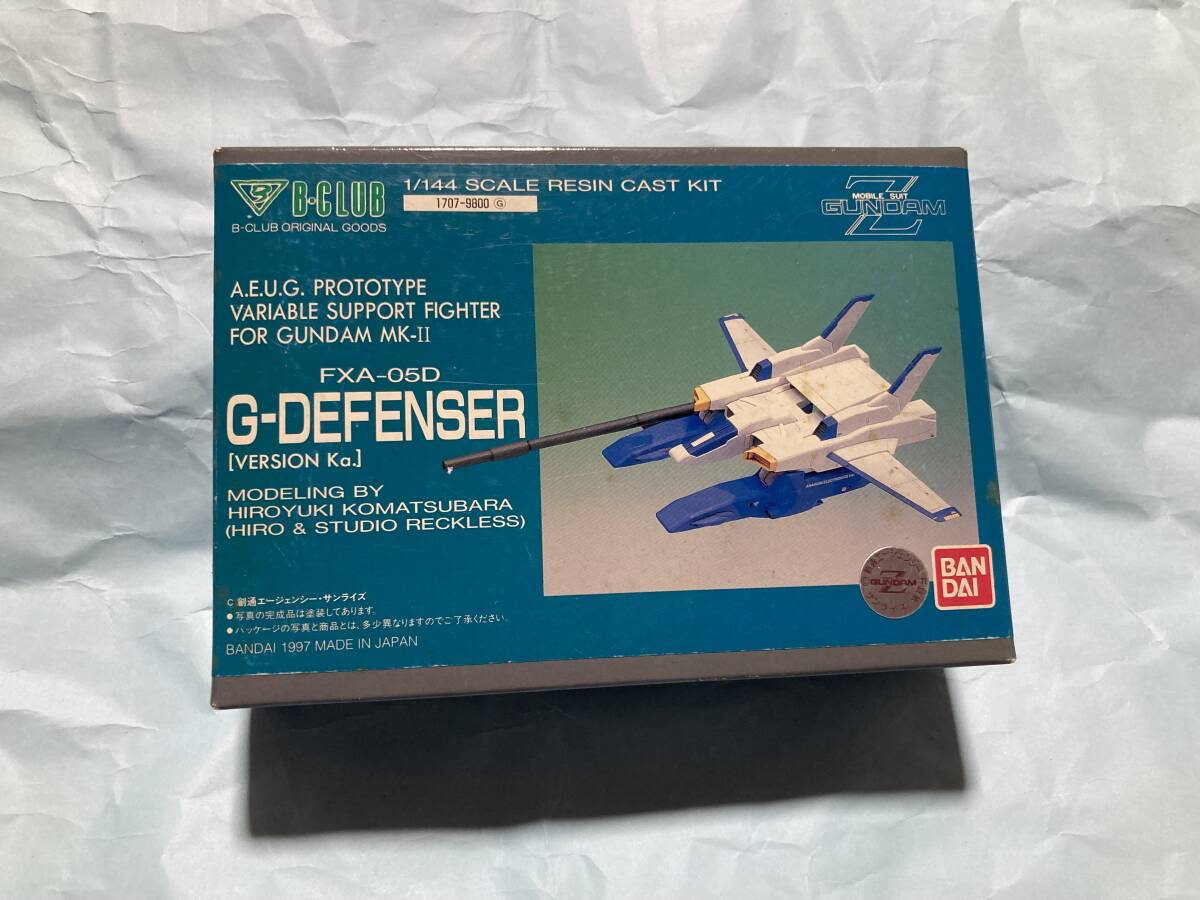 B·CLUB
B-CLUB ORIGINAL GOODS
1/144 SCALE RESIN CAST KIT
1707-9800 Ⓖ
MOBILE SUIT
Z GUNDAM
A.E.U.G. PROTOTYPE
VARIABLE SUPPORT FIGHTER
FOR GUNDAM MK-II
FXA-05D
G-DEFENSER
[VERSION Ka.]
MODELING BY
HIROYUKI KOMATSUBARA
(HIRO & STUDIO RECKLESS)
C 創通エージェンシー・サンライズ
●写真の完成品は塗装してあります。
●パッケージの写真と商品とは、多少異なりますのでご了承ください。
BANDAI 1997 MADE IN JAPAN
Z
GUNDAM
BAN
DAI